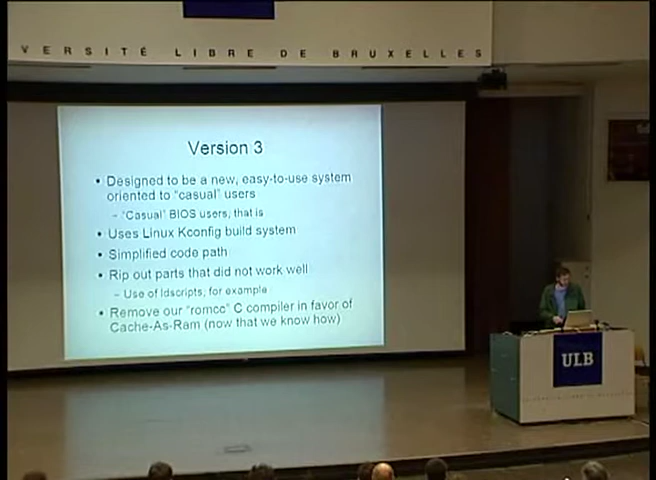 VERSITÉ LIBRE DE BRUXELLES
Version 3
• Designed to be a new, easy-to-use system
oriented to "casual" users
– "Casual" BIOS users, that is
• Uses Linux Kconfig build system
• Simplified code path
• Rip out parts that did not work well
– Use of ldscripts, for example
• Remove our "romcc" C compiler in favor of
Cache-As-Ram (now that we know how)
ULB